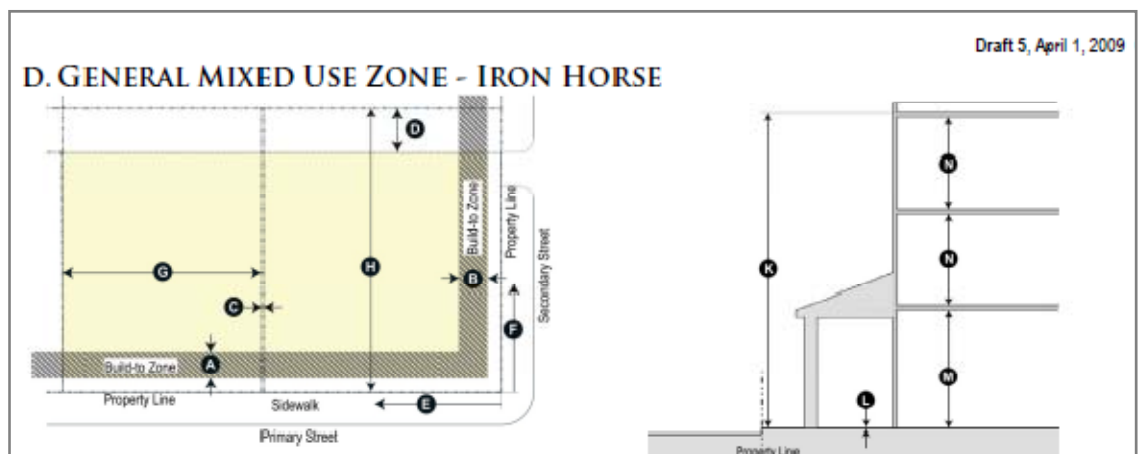 Draft 5, April 1, 2009
D. GENERAL MIXED USE ZONE - IRON HORSE
D
Build-to Zone
Property Line
Secondary Street
G
H
B
C
F
A
Build-to Zone
Property Line
Sidewalk
E
Primary Street
N
K
N
M
L
Property Line